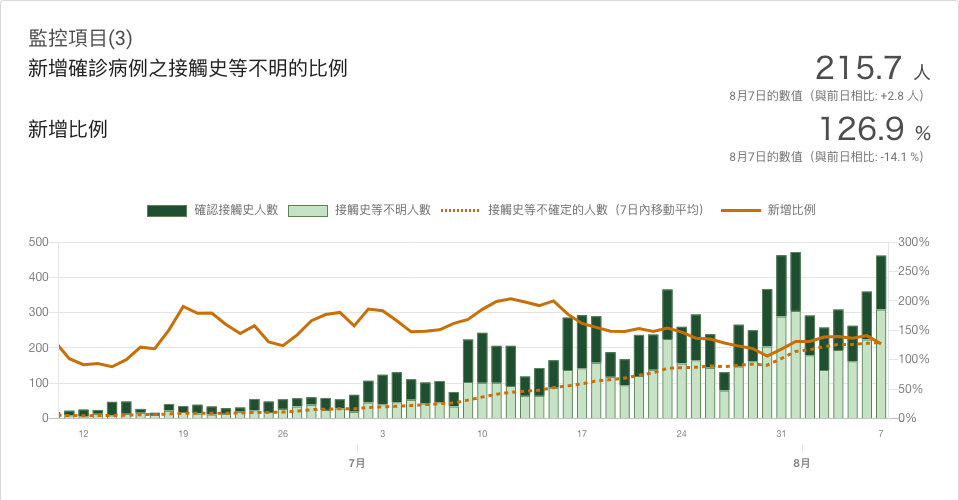 監控項目(3)
新增確診病例之接觸史等不明的比例
215.7 人
8月7日的數值（與前日相比: +2.8 人）
新增比例
126.9 %
8月7日的數值（與前日相比: -14.1 %）
確認接觸史人數 接觸史等不明人數 接觸史等不確定的人數（7日內移動平均） 新增比例
500 300%
250%
400
200%
300
150%
200
100%
100
50%
0 0%
12 19 26 3 10 17 24 31 7
7月 8月